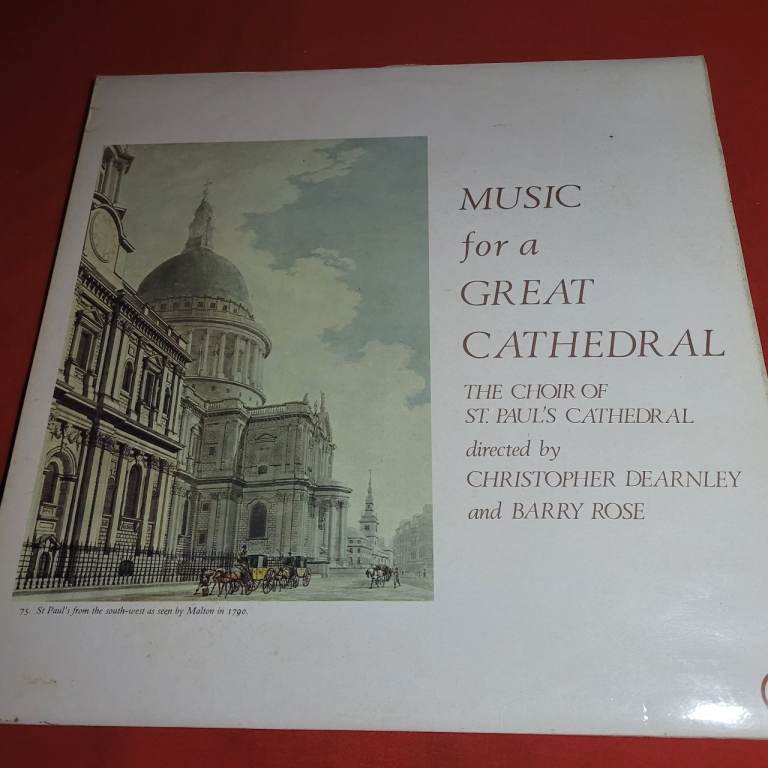 MUSIC
for a
GREAT
CATHEDRAL
THE CHOIR OF
ST. PAUL'S CATHEDRAL
directed by
CHRISTOPHER DEARNLEY
and BARRY ROSE
75. St Paul's from the south-west as seen by Malton in 1790.